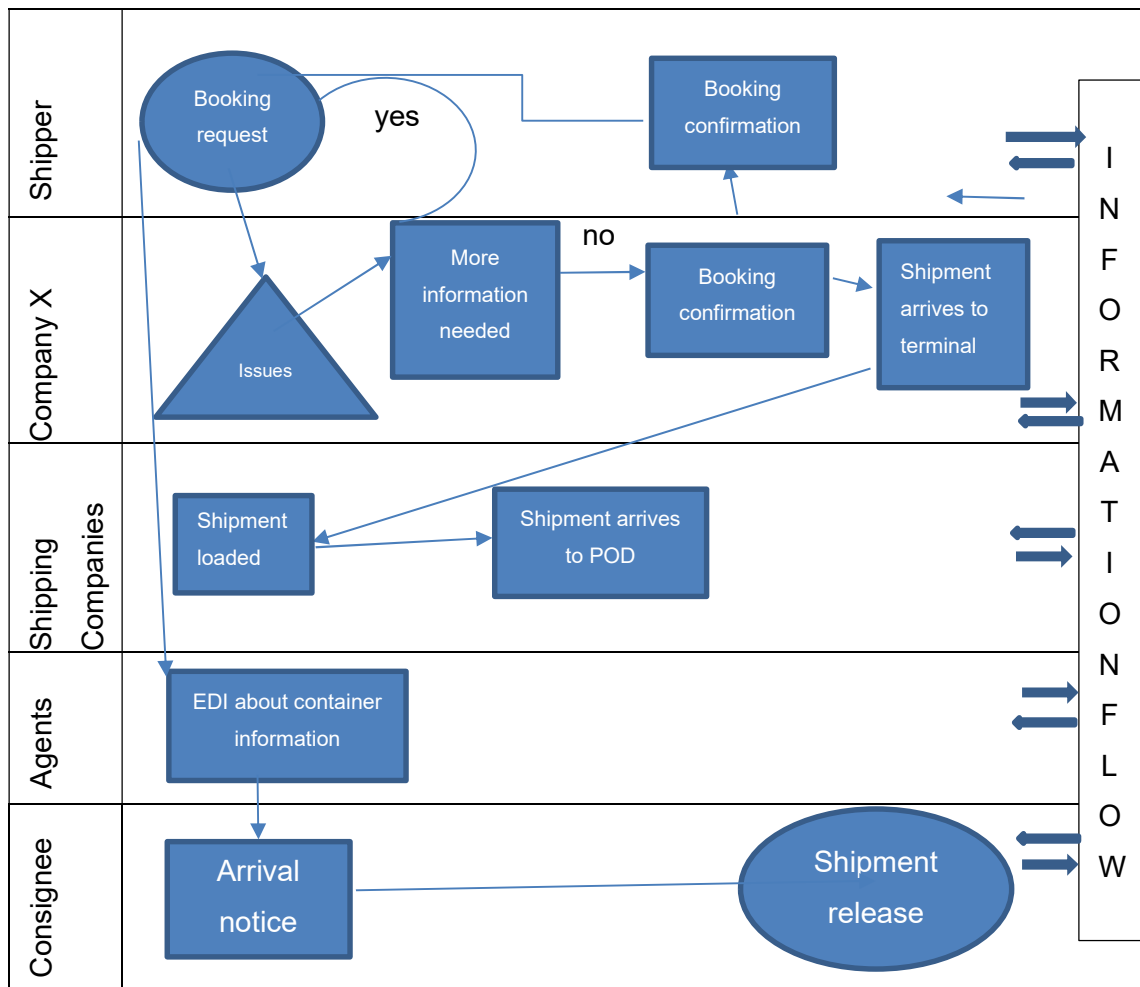 Shipper
Booking
request
yes
Booking
confirmation
Company X
Issues
More
information
needed
no
Booking
confirmation
Shipment
arrives to
terminal
Shipping
Companies
Shipment
loaded
Shipment arrives
to POD
Agents
EDI about container
information
Consignee
Arrival
notice
Shipment
release
I
N
F
O
R
M
A
T
I
O
N
F
L
O
W